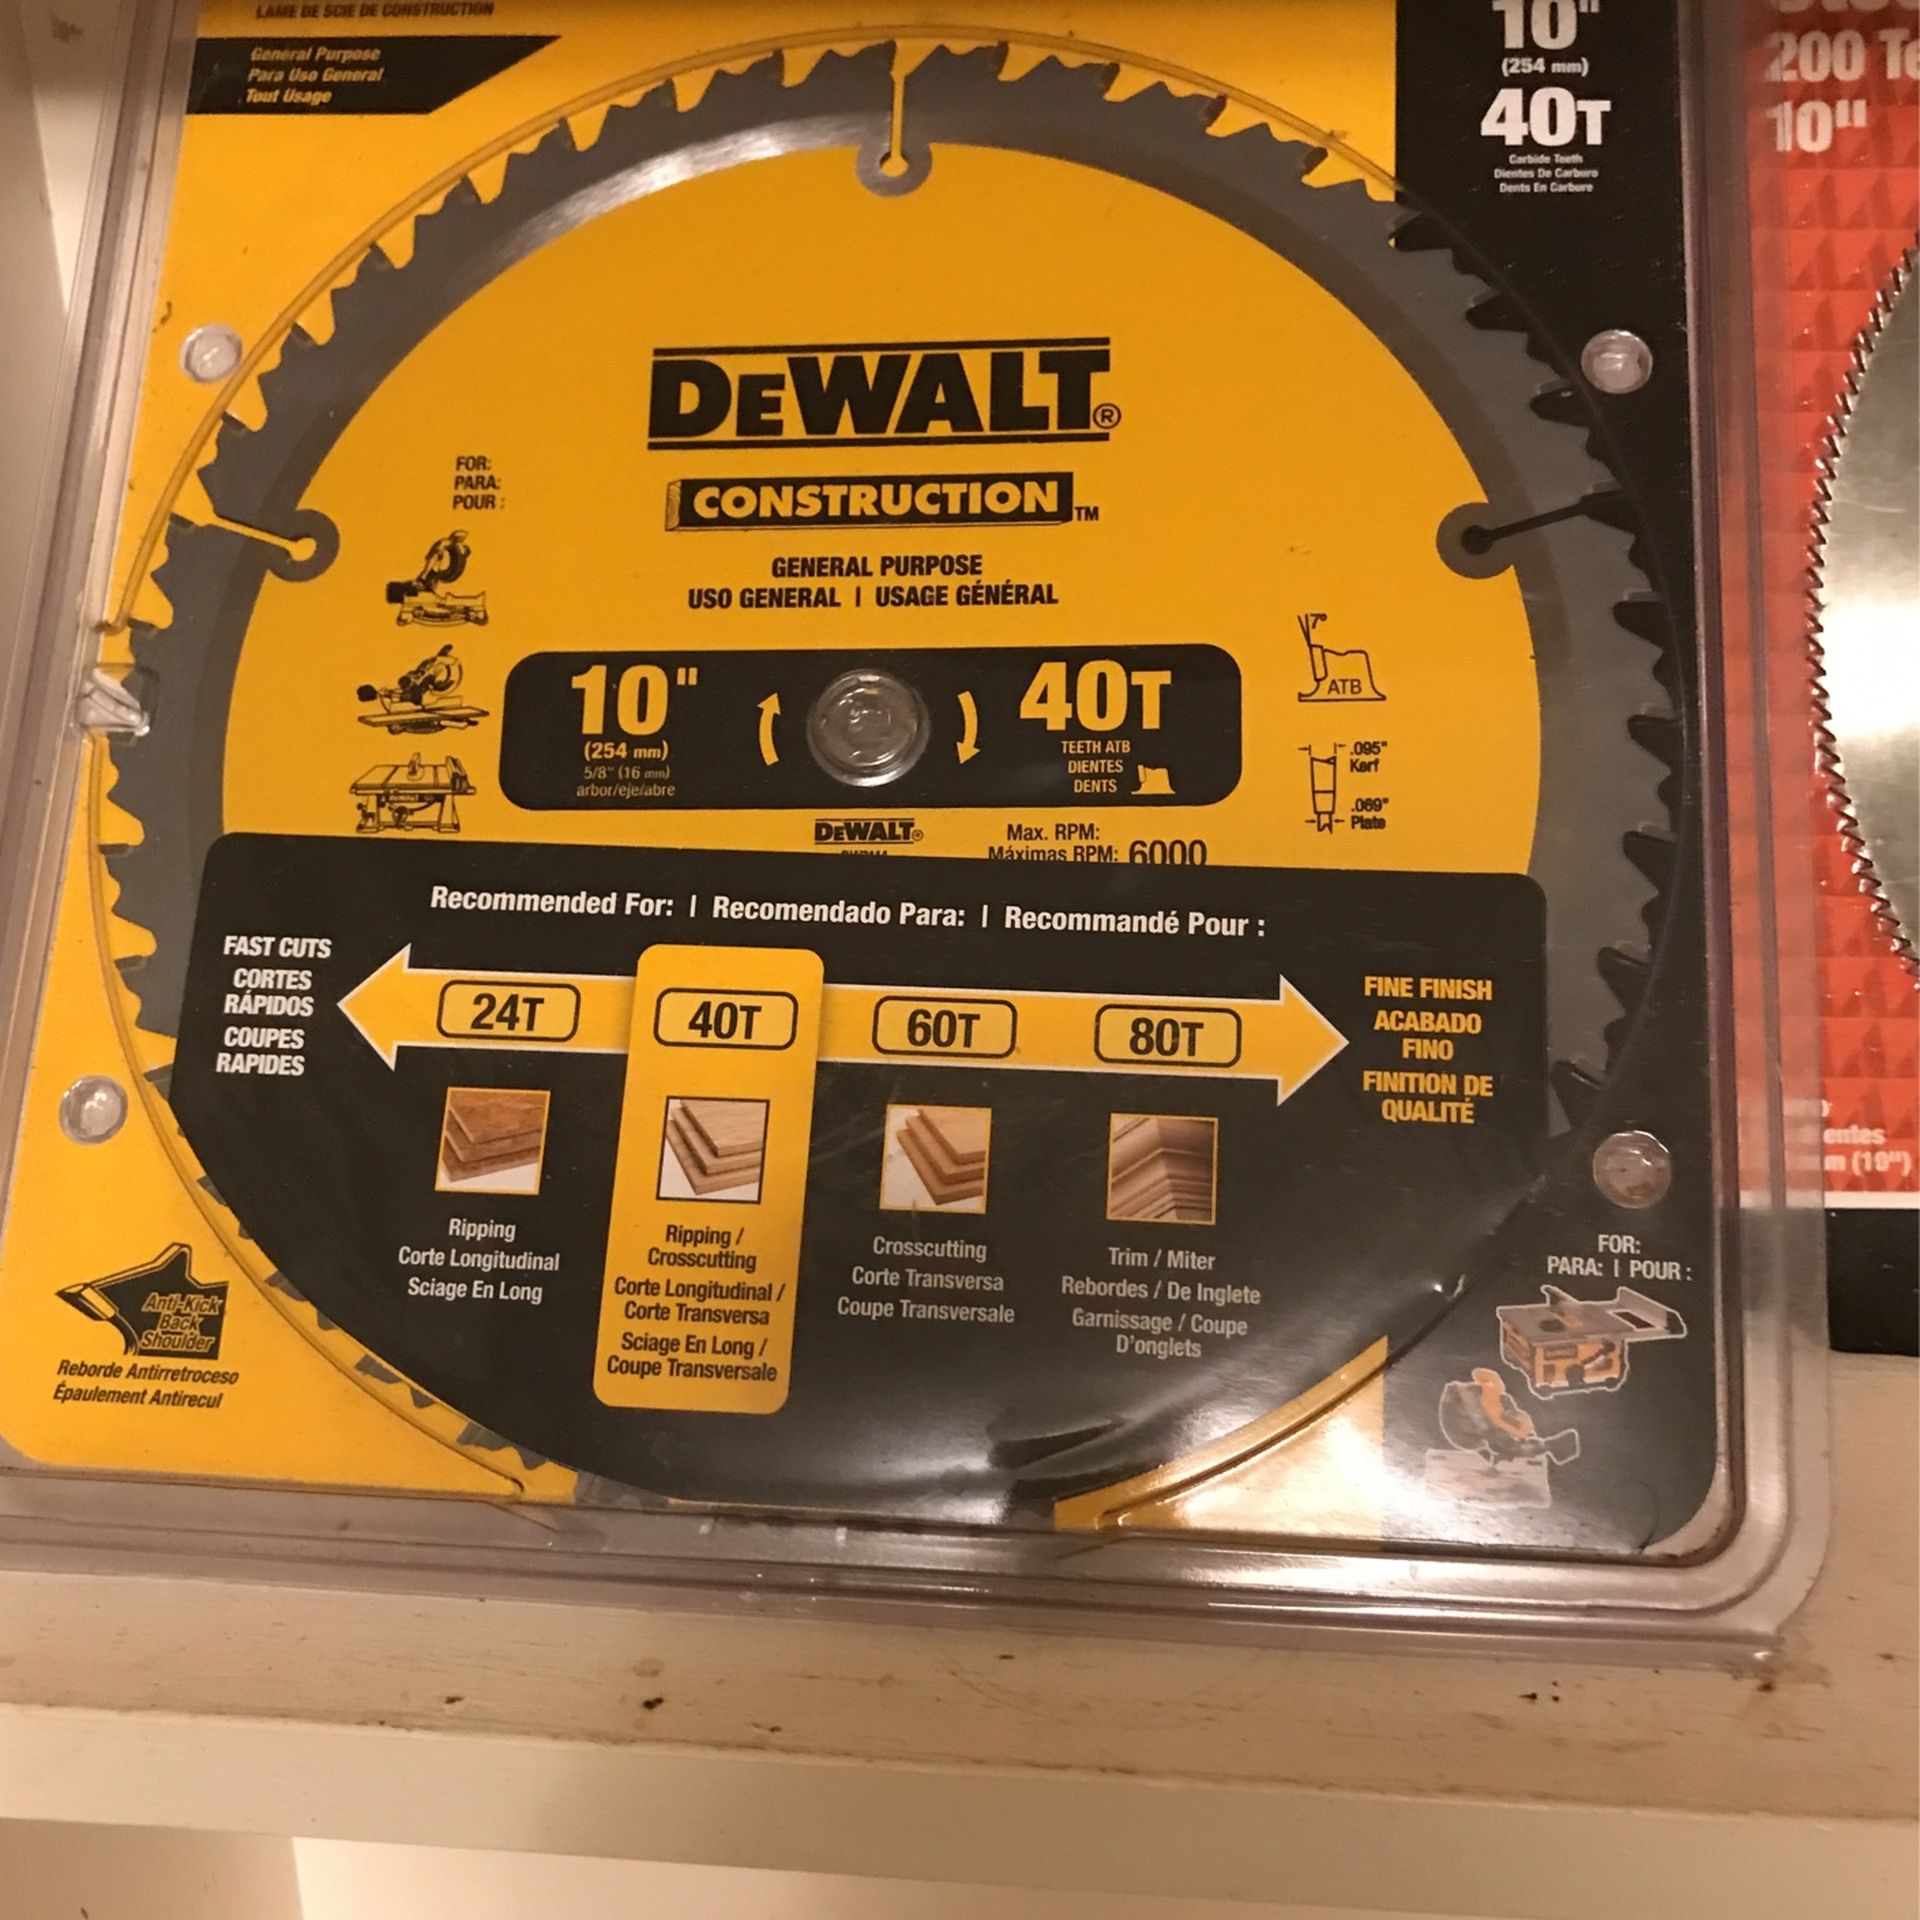 LAME DE SCIE DE CONSTRUCTION
General Purpose
Para Uso General
Tout Usage
10"
(254 mm)
40T
Carbide Teeth
Dientes De Carburo
Dents En Carbure
200
10"
DEWALT®
CONSTRUCTION™
GENERAL PURPOSE
USO GENERAL | USAGE GÉNÉRAL
FOR:
PARA:
POUR :
10"
(254 mm)
5/8" (16 mm)
arbor/eje/abre
40T
TEETH ATB
DIENTES
DENTS
7°
ATB
.095"
Kerf
.069"
Plate
DEWALT®
Max. RPM:
Máximas RPM: 6000
Recommended For: | Recomendado Para: | Recommandé Pour :
FAST CUTS
CORTES
RÁPIDOS
COUPES
RAPIDES
24T
40T
60T
80T
FINE FINISH
ACABADO
FINO
FINITION DE
QUALITÉ
Ripping
Corte Longitudinal
Sciage En Long
Ripping /
Crosscutting
Corte Longitudinal /
Corte Transversa
Sciage En Long /
Coupe Transversale
Crosscutting
Corte Transversa
Coupe Transversale
Trim / Miter
Rebordes / De Inglete
Garnissage / Coupe
D'onglets
Anti-Kick
Back
Shoulder
Reborde Antirretroceso
Épaulement Antirecul
FOR:
PARA: | POUR :
(10")